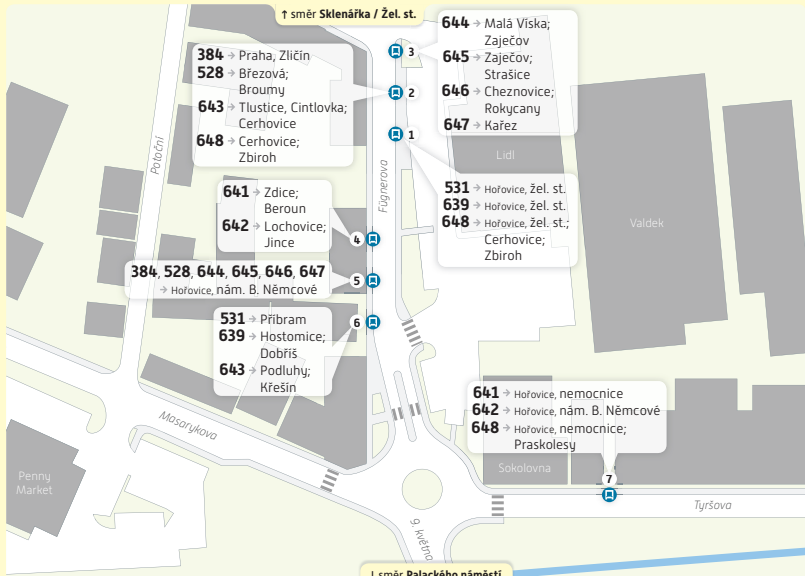 ↑ směr Sklenářka / Žel. st.
384 → Praha, Zličín
528 → Březová;
Broumy
643 → Tlustice, Cintlovka;
Cerhovice
648 → Cerhovice;
Zbiroh
644 → Malá Víska;
Zaječov
645 → Zaječov;
Strašice
646 → Cheznovice;
Rokycany
647 → Kařez
3
2
1
Potoční
Fügnerova
Lidl
Valdek
531 → Hořovice, žel. st.
639 → Hořovice, žel. st.
648 → Hořovice, žel. st.;
Cerhovice;
Zbiroh
641 → Zdice;
Beroun
642 → Lochovice;
Jince
4
384, 528, 644, 645, 646, 647
→ Hořovice, nám. B. Němcové
5
531 → Příbram
639 → Hostomice;
Dobříš
643 → Podluhy;
Křešín
6
641 → Hořovice, nemocnice
642 → Hořovice, nám. B. Němcové
648 → Hořovice, nemocnice;
Praskolesy
Masarykova
Penny
Market
Sokolovna
7
Tyršova
9. května
↓ směr Palackého náměstí